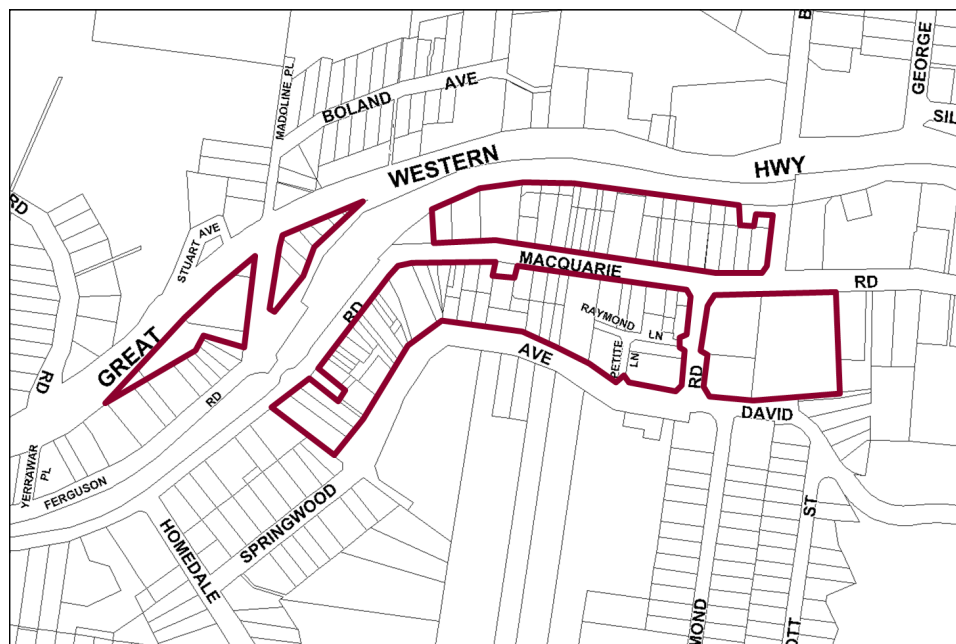 B
GEORGE
SIL
MADOLINE PL
BOLAND AVE
GREAT WESTERN HWY
RD
STUART AVE
MACQUARIE RD
RD
RAYMOND LN
PETITE LN
RD
RD
RD
AVE
DAVID
YERRAWAR PL
FERGUSON
SPRINGWOOD
HOMEDALE
ST
MOND
OTT